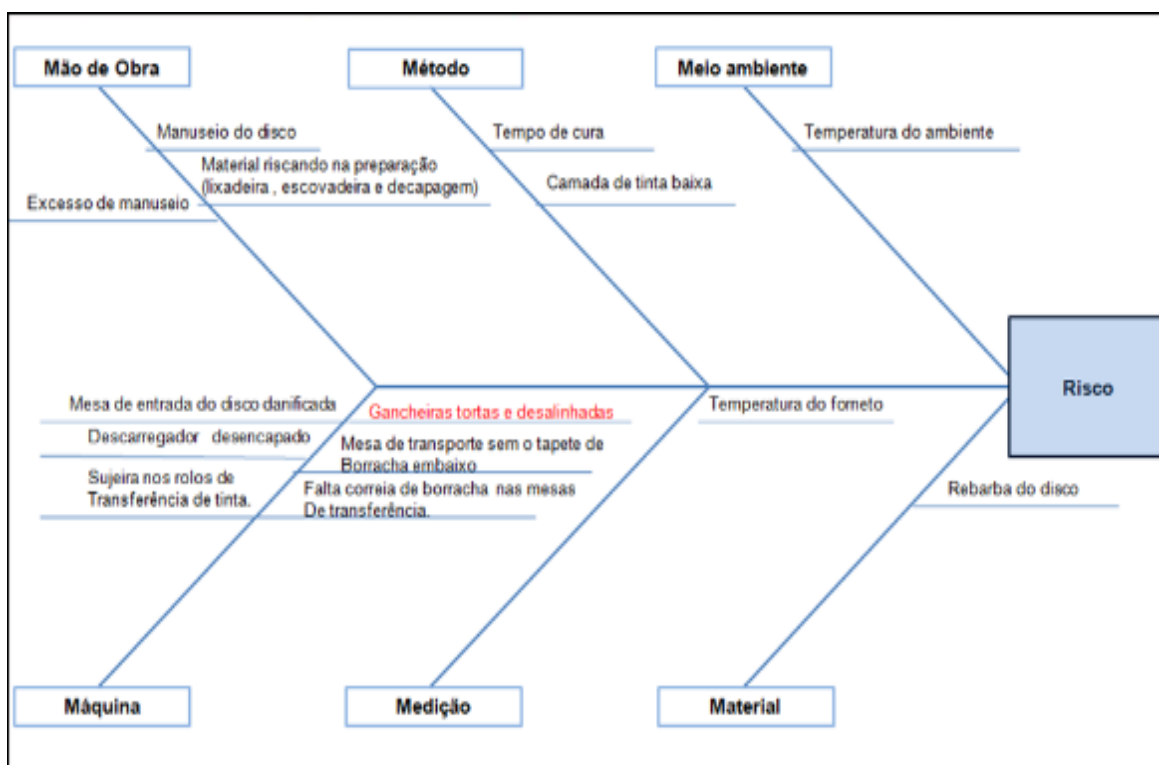 Mão de Obra
Método
Meio ambiente
Manuseio do disco
Tempo de cura
Temperatura do ambiente
Material riscando na preparação
(lixadeira , escovadeira e decapagem)
Camada de tinta baixa
Excesso de manuseio
Risco
Mesa de entrada do disco danificada
Gancheiras tortas e desalinhadas
Temperatura do forneto
Descarregador desencapado
Mesa de transporte sem o tapete de
Borracha embaixo
Sujeira nos rolos de
Transferência de tinta.
Falta correia de borracha nas mesas
De transferência.
Rebarba do disco
Máquina
Medição
Material